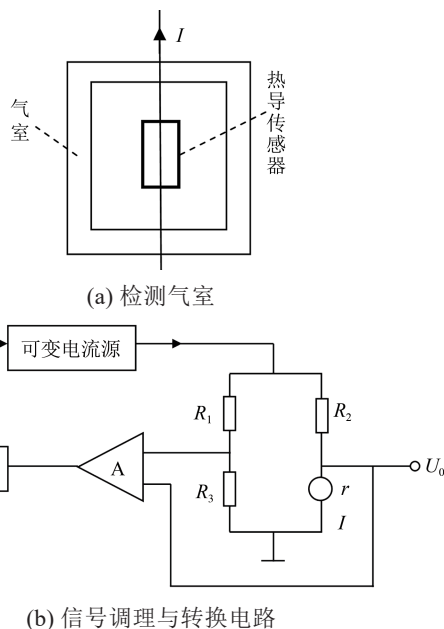 I
气室
热导传感器
(a) 检测气室
可变电流源
R₁
R₂
A
R₃
r
I
U₀
(b) 信号调理与转换电路